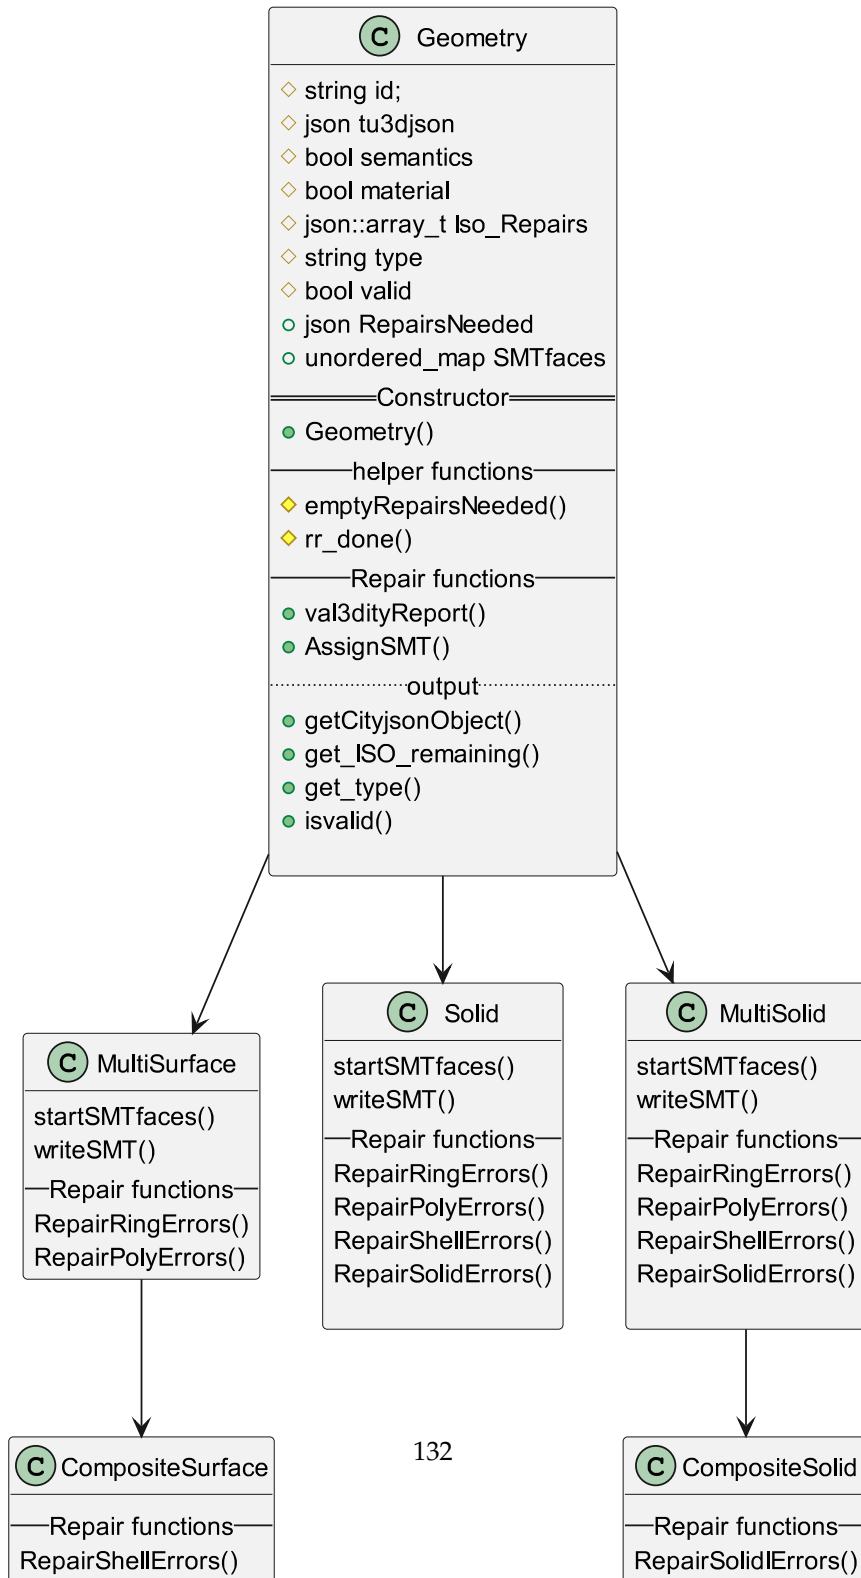 C Geometry
string id;
json tu3djson
bool semantics
bool material
json::array_t Iso_Repairs
string type
bool valid
json RepairsNeeded
unordered_map SMTfaces
Constructor
Geometry()
helper functions
emptyRepairsNeeded()
rr_done()
Repair functions
val3dityReport()
AssignSMT()
output
getCityjsonObject()
get_ISO_remaining()
get_type()
isvalid()
C MultiSurface
startSMTfaces()
writeSMT()
Repair functions
RepairRingErrors()
RepairPolyErrors()
C Solid
startSMTfaces()
writeSMT()
Repair functions
RepairRingErrors()
RepairPolyErrors()
RepairShellErrors()
RepairSolidErrors()
C MultiSolid
startSMTfaces()
writeSMT()
Repair functions
RepairRingErrors()
RepairPolyErrors()
RepairShellErrors()
RepairSolidErrors()
C CompositeSurface
Repair functions
RepairShellErrors()
132
C CompositeSolid
Repair functions
RepairSolidlErrors()